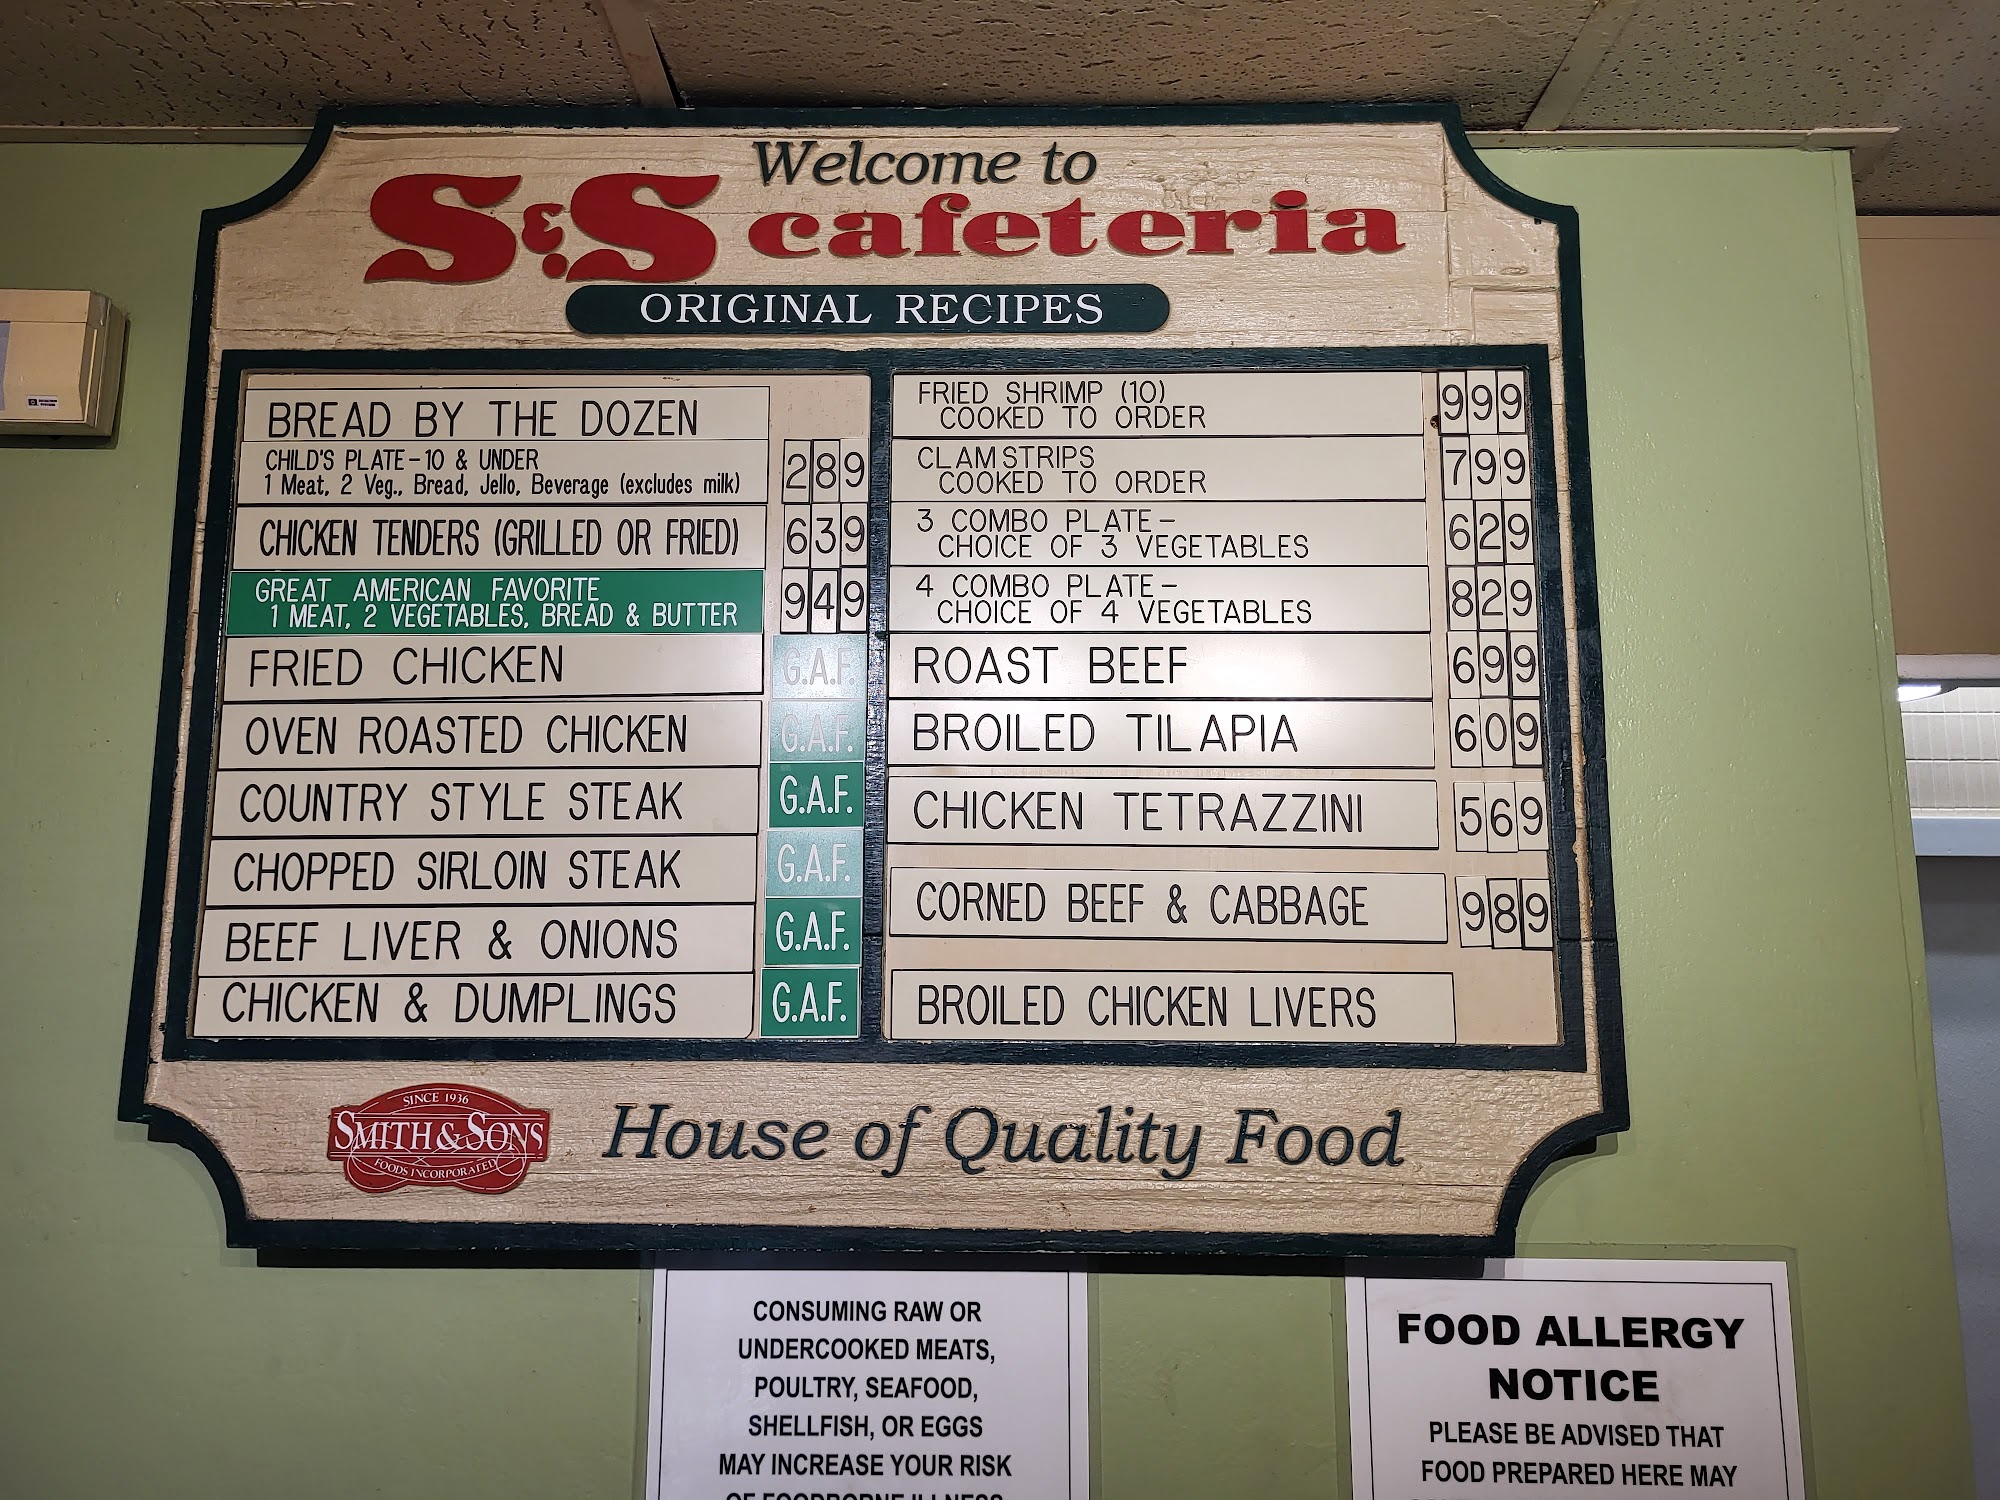 Welcome to
S&S cafeteria
ORIGINAL RECIPES
BREAD BY THE DOZEN
CHILD'S PLATE-10 & UNDER
1 Meat, 2 Veg., Bread, Jello, Beverage (excludes milk) 289
CHICKEN TENDERS (GRILLED OR FRIED) 639
GREAT AMERICAN FAVORITE
1 MEAT, 2 VEGETABLES, BREAD & BUTTER 949
FRIED CHICKEN G.A.F.
OVEN ROASTED CHICKEN G.A.F.
COUNTRY STYLE STEAK G.A.F.
CHOPPED SIRLOIN STEAK G.A.F.
BEEF LIVER & ONIONS G.A.F.
CHICKEN & DUMPLINGS G.A.F.
FRIED SHRIMP (10)
COOKED TO ORDER 999
CLAM STRIPS
COOKED TO ORDER 799
3 COMBO PLATE-
CHOICE OF 3 VEGETABLES 629
4 COMBO PLATE-
CHOICE OF 4 VEGETABLES 829
ROAST BEEF 699
BROILED TILAPIA 609
CHICKEN TETRAZZINI 569
CORNED BEEF & CABBAGE 989
BROILED CHICKEN LIVERS
SINCE 1936
SMITH & SONS
FOODS INCORPORATED
House of Quality Food
CONSUMING RAW OR
UNDERCOOKED MEATS,
POULTRY, SEAFOOD,
SHELLFISH, OR EGGS
MAY INCREASE YOUR RISK
OF FOODBORNE ILLNESS
FOOD ALLERGY
NOTICE
PLEASE BE ADVISED THAT
FOOD PREPARED HERE MAY